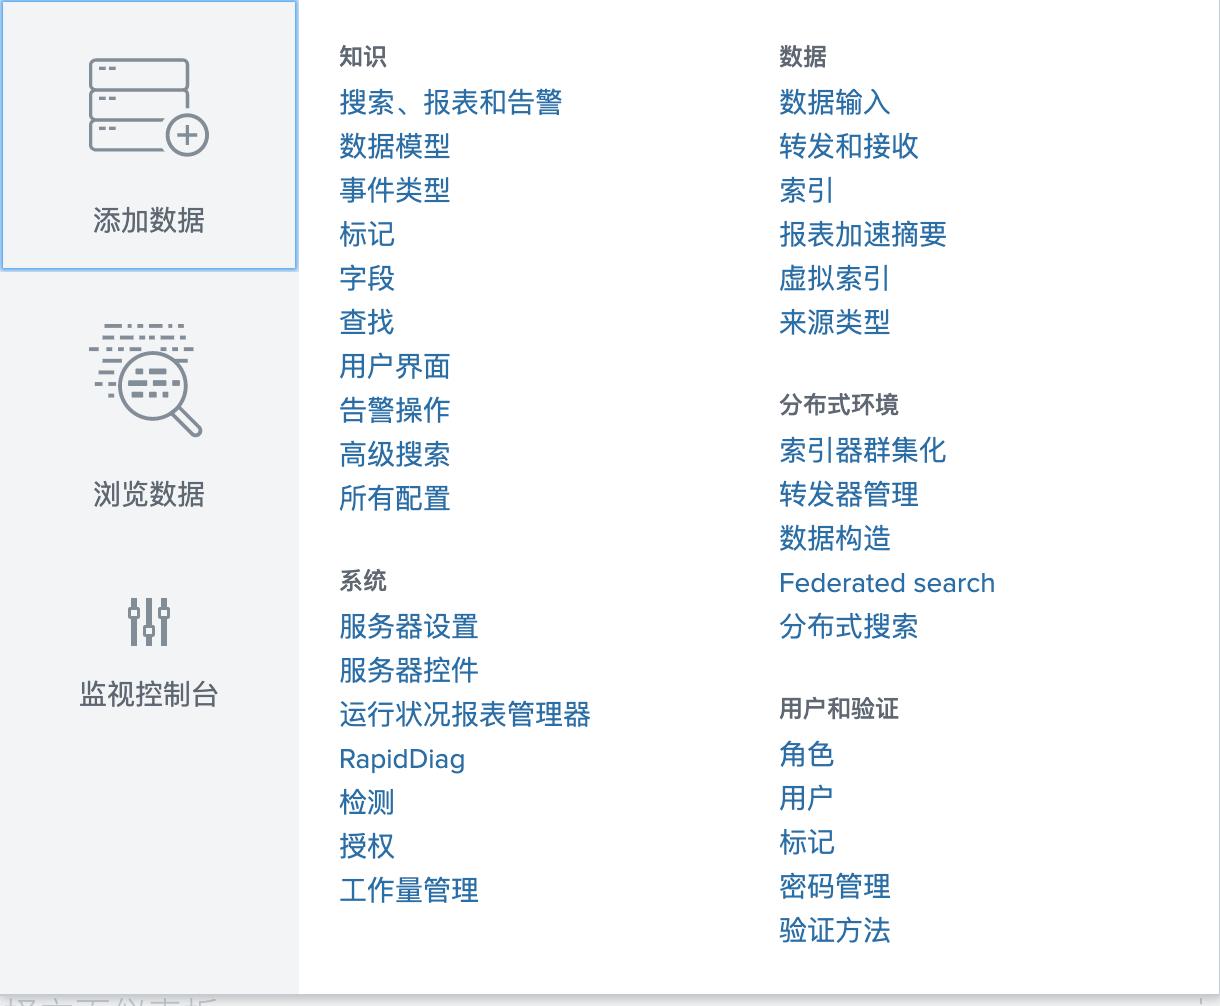 添加数据
浏览数据
监视控制台
知识
搜索、报表和告警
数据模型
事件类型
标记
字段
查找
用户界面
告警操作
高级搜索
所有配置
系统
服务器设置
服务器控件
运行状况报表管理器
RapidDiag
检测
授权
工作量管理
数据
数据输入
转发和接收
索引
报表加速摘要
虚拟索引
来源类型
分布式环境
索引器群集化
转发器管理
数据构造
Federated search
分布式搜索
用户和验证
角色
用户
标记
密码管理
验证方法